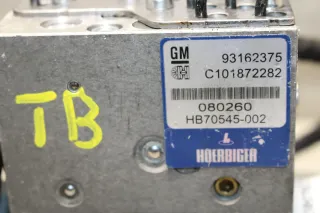 GM 93162375
C101872282
080260
HB70545-002
HOERBIGER
TB